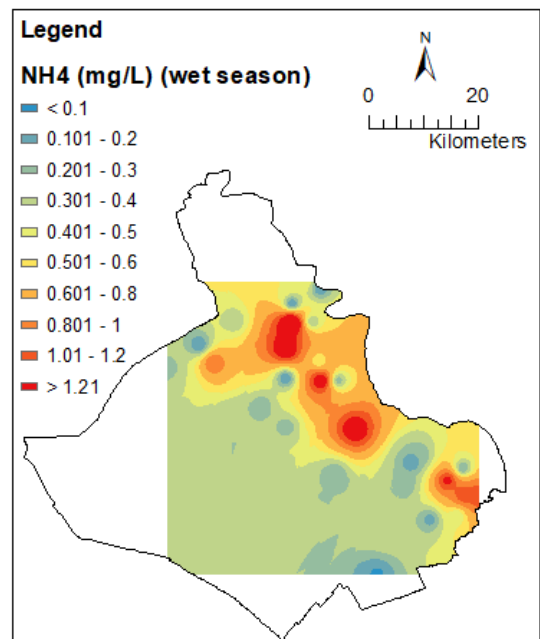 Legend
N
NH4 (mg/L) (wet season)
0 20
Kilometers
< 0.1
0.101 - 0.2
0.201 - 0.3
0.301 - 0.4
0.401 - 0.5
0.501 - 0.6
0.601 - 0.8
0.801 - 1
1.01 - 1.2
> 1.21